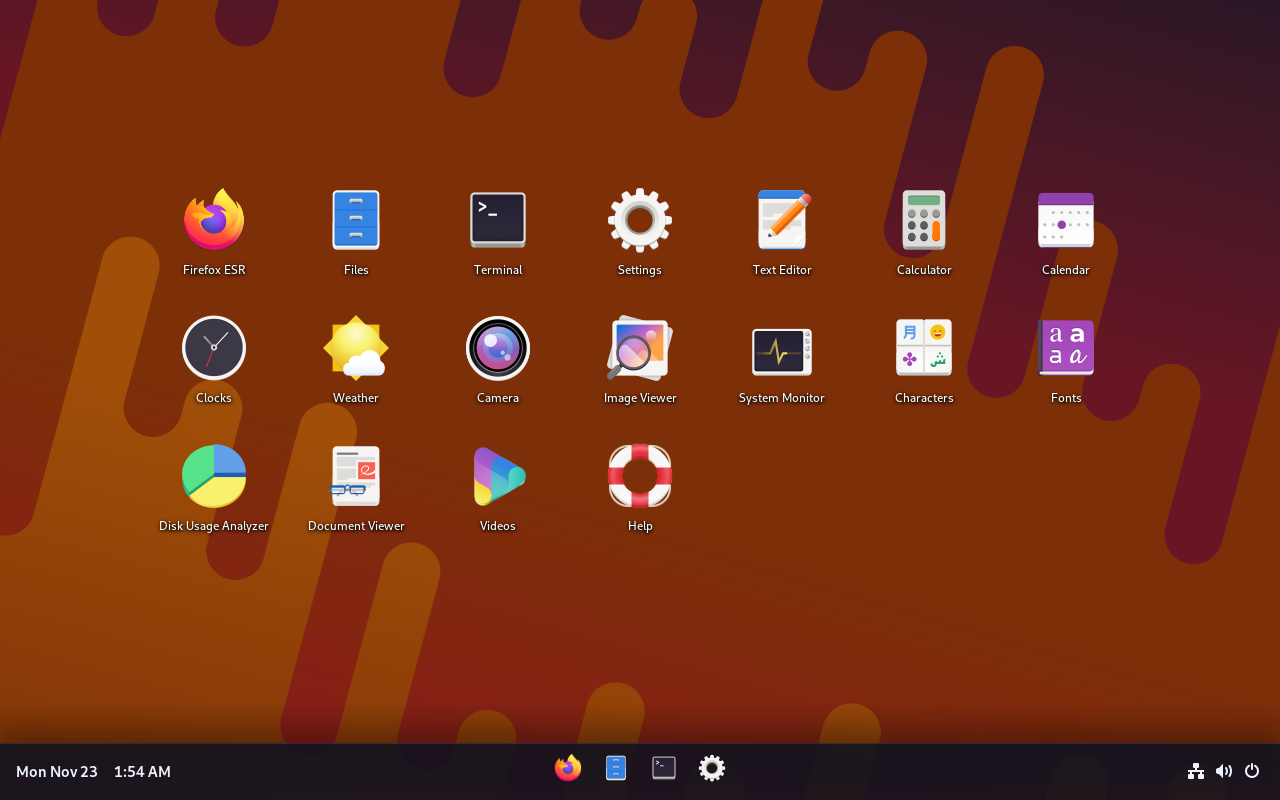 Firefox ESR
Files
Terminal
Settings
Text Editor
Calculator
Calendar
Clocks
Weather
Camera
Image Viewer
System Monitor
Characters
Fonts
Disk Usage Analyzer
Document Viewer
Videos
Help
Mon Nov 23 1:54 AM